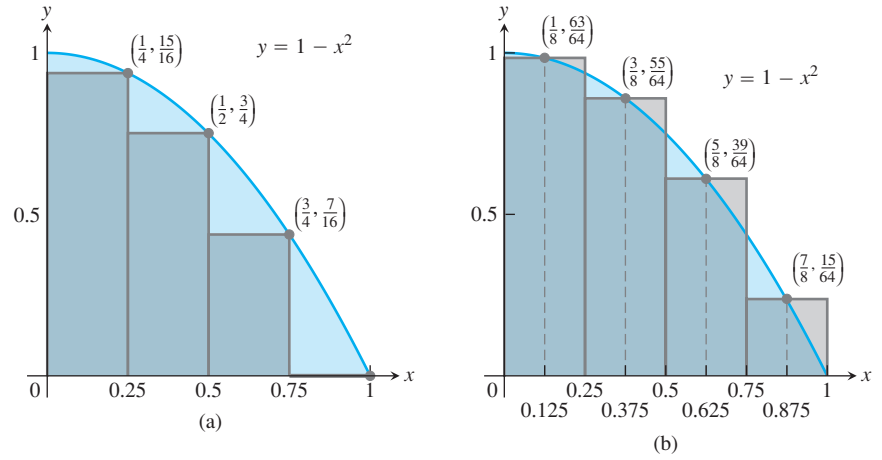 y
1
(1/4, 15/16)
y = 1 − x²
(1/2, 3/4)
0.5
(3/4, 7/16)
0 0.25 0.5 0.75 1 x
(a)
y
1
(1/8, 63/64)
(3/8, 55/64)
y = 1 − x²
(5/8, 39/64)
0.5
(7/8, 15/64)
0 0.25 0.5 0.75 1 x
0.125 0.375 0.625 0.875
(b)